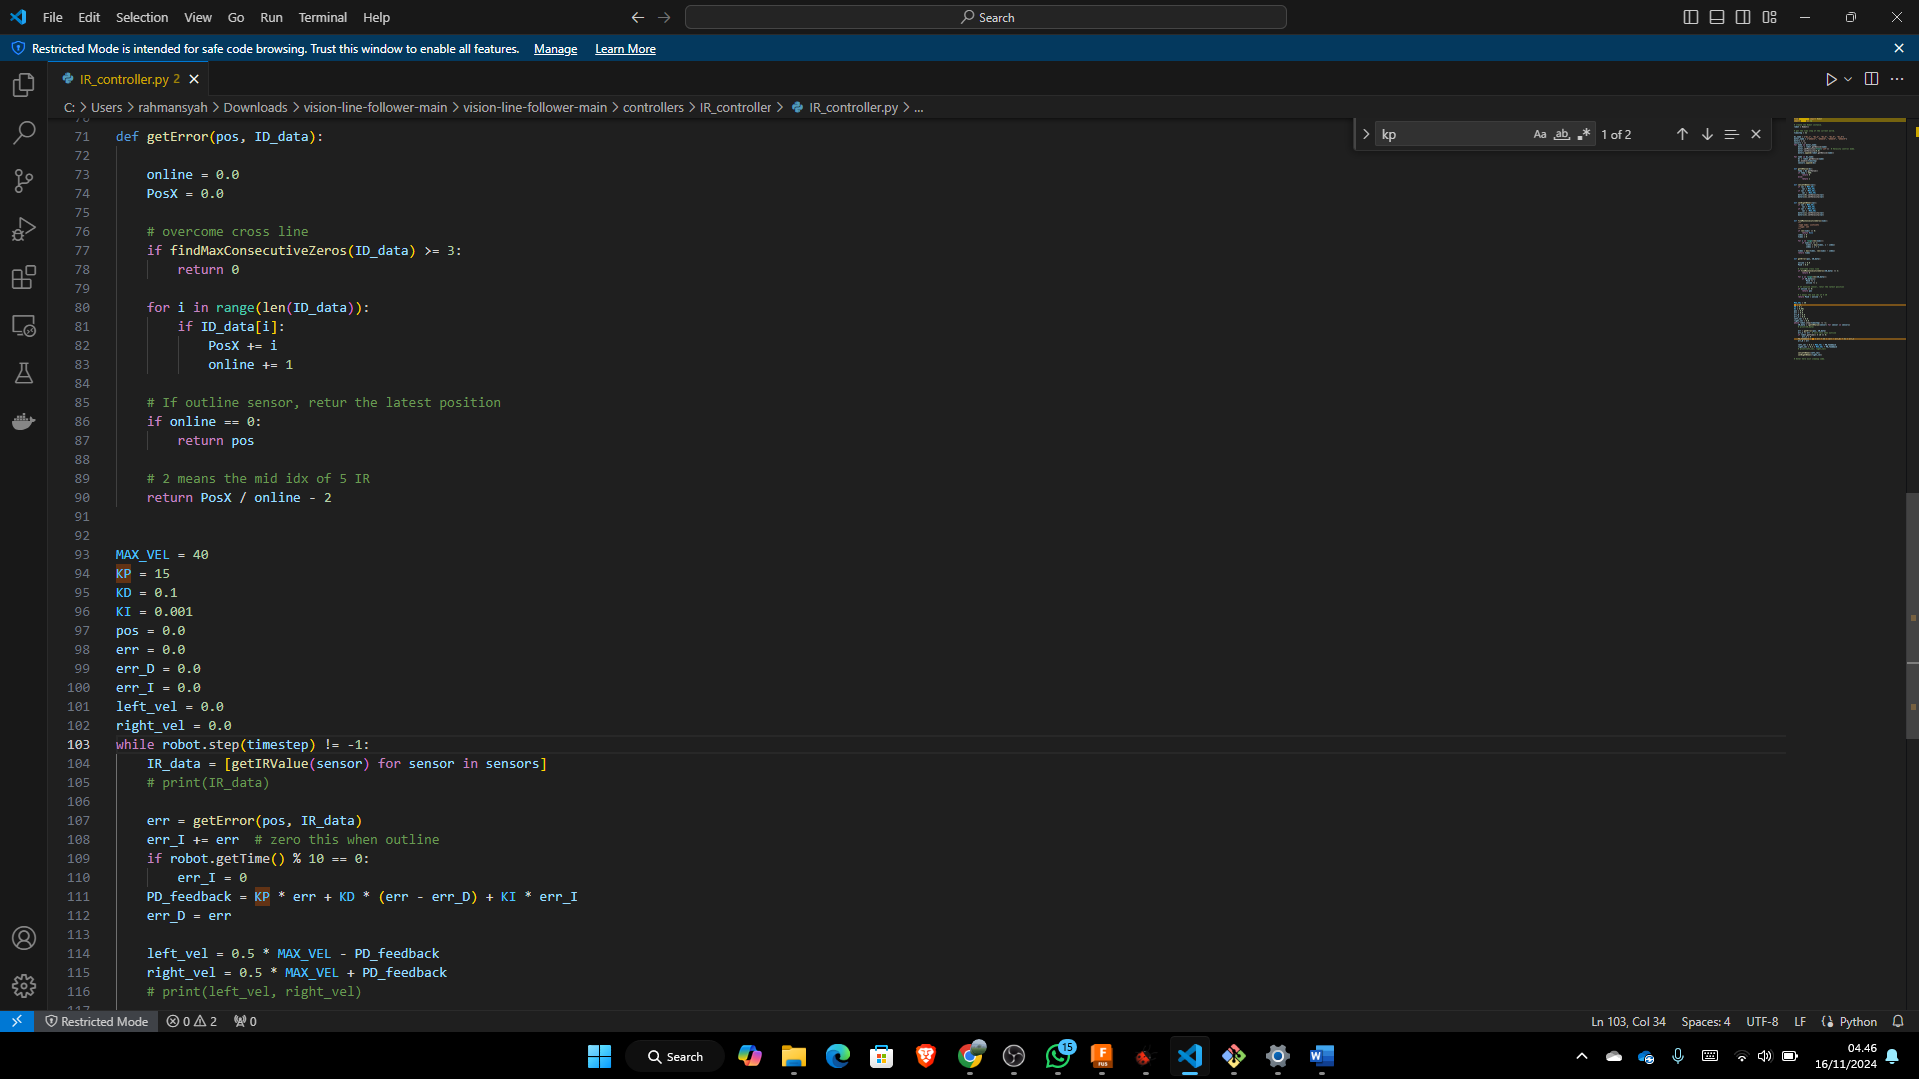 File Edit Selection View Go Run Terminal Help
Search
Restricted Mode is intended for safe code browsing. Trust this window to enable all features. Manage Learn More
IR_controller.py 2
C: > Users > rahmansyah > Downloads > vision-line-follower-main > vision-line-follower-main > controllers > IR_controller > IR_controller.py > ...
kp Aa ab 1 of 2
71 def getError(pos, ID_data):
72
73 online = 0.0
74 PosX = 0.0
75
76 # overcome cross line
77 if findMaxConsecutiveZeros(ID_data) >= 3:
78 return 0
79
80 for i in range(len(ID_data)):
81 if ID_data[i]:
82 PosX += i
83 online += 1
84
85 # If outline sensor, retur the latest position
86 if online == 0:
87 return pos
88
89 # 2 means the mid idx of 5 IR
90 return PosX / online - 2
91
92
93 MAX_VEL = 40
94 KP = 15
95 KD = 0.1
96 KI = 0.001
97 pos = 0.0
98 err = 0.0
99 err_D = 0.0
100 err_I = 0.0
101 left_vel = 0.0
102 right_vel = 0.0
103 while robot.step(timestep) != -1:
104 IR_data = [getIRValue(sensor) for sensor in sensors]
105 # print(IR_data)
106
107 err = getError(pos, IR_data)
108 err_I += err # zero this when outline
109 if robot.getTime() % 10 == 0:
110 err_I = 0
111 PD_feedback = KP * err + KD * (err - err_D) + KI * err_I
112 err_D = err
113
114 left_vel = 0.5 * MAX_VEL - PD_feedback
115 right_vel = 0.5 * MAX_VEL + PD_feedback
116 # print(left_vel, right_vel)
Restricted Mode 0 2 0 Ln 103, Col 34 Spaces: 4 UTF-8 LF Python
Search 15 04.46
16/11/2024